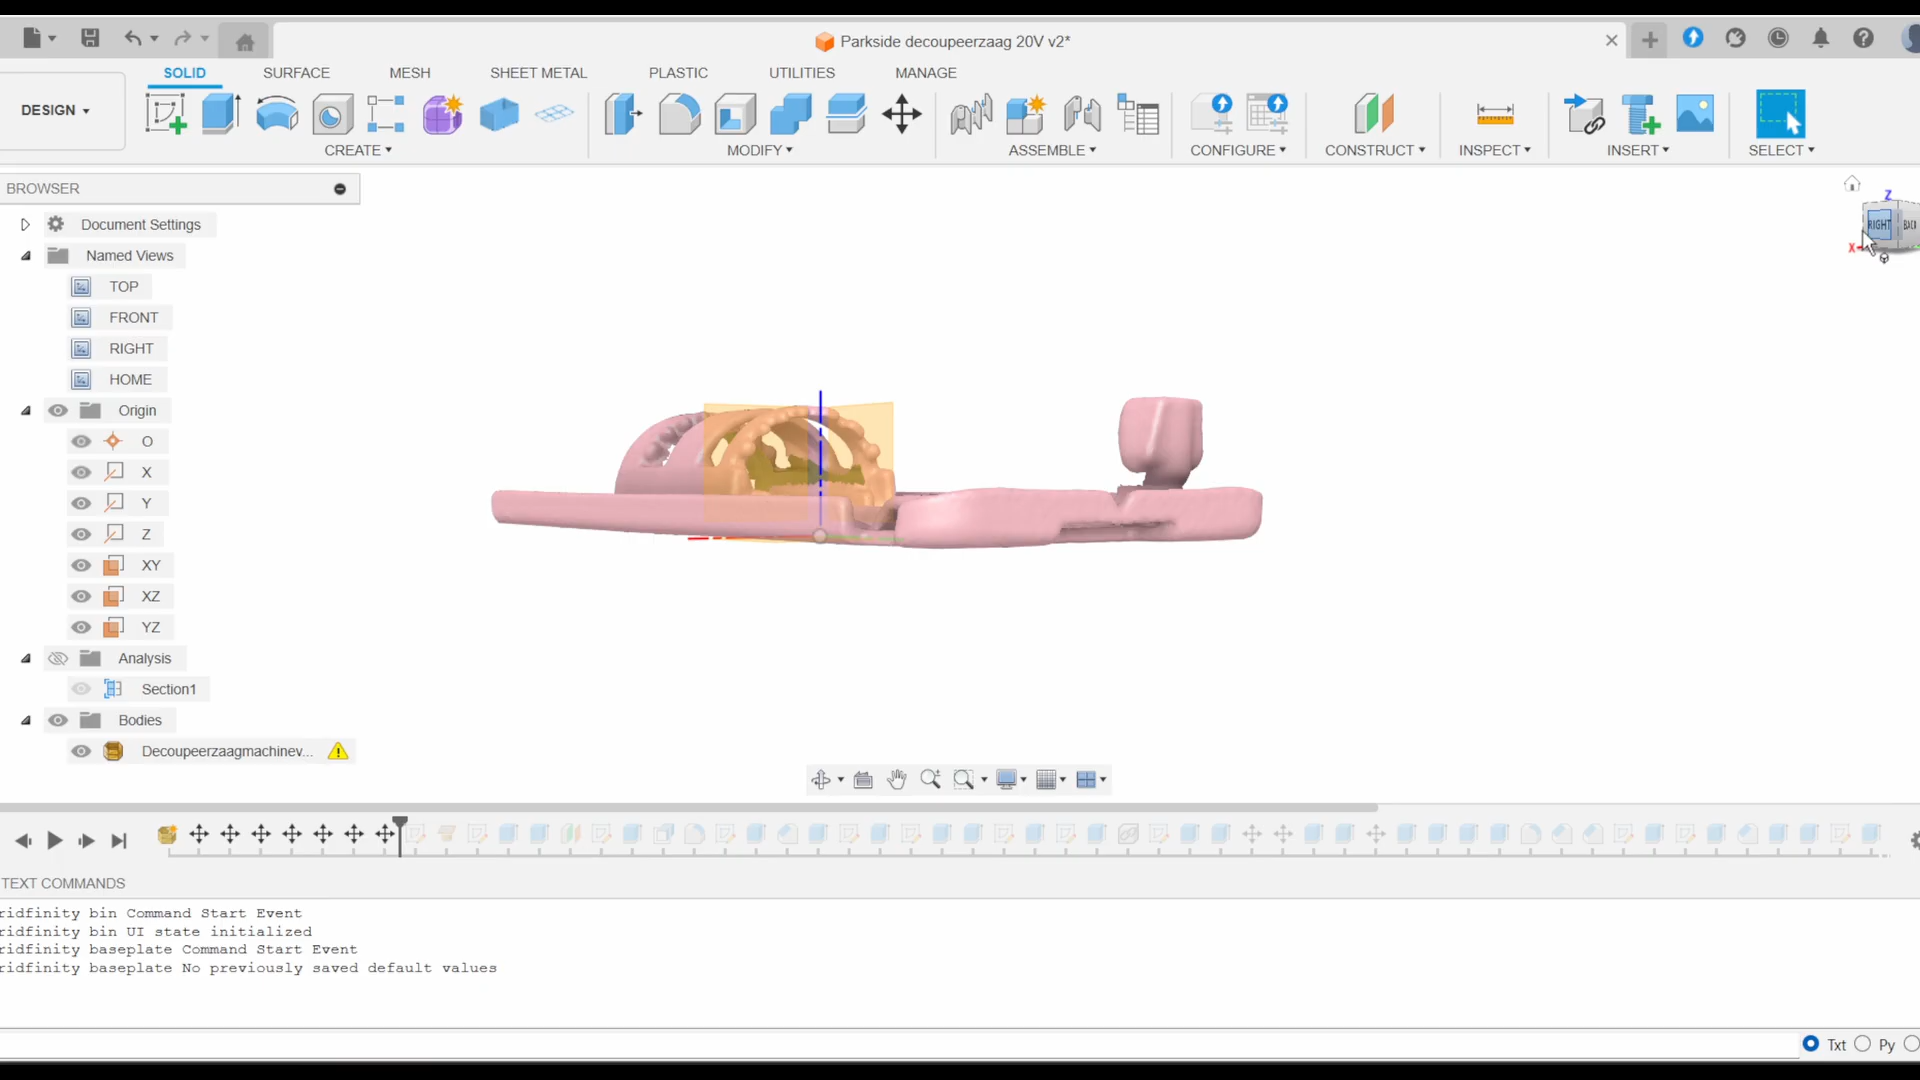 Parkside decoupeerzaag 20V v2*
SOLID SURFACE MESH SHEET METAL PLASTIC UTILITIES MANAGE
DESIGN
CREATE MODIFY ASSEMBLE CONFIGURE CONSTRUCT INSPECT INSERT SELECT
BROWSER
Document Settings
Named Views
TOP
FRONT
RIGHT
HOME
Origin
O
X
Y
Z
XY
XZ
YZ
Analysis
Section1
Bodies
Decoupeerzaagmachinev...
Z
RIGHT
BACK
X
TEXT COMMANDS
ridfinity bin Command Start Event
ridfinity bin UI state initialized
ridfinity baseplate Command Start Event
ridfinity baseplate No previously saved default values
Txt Py